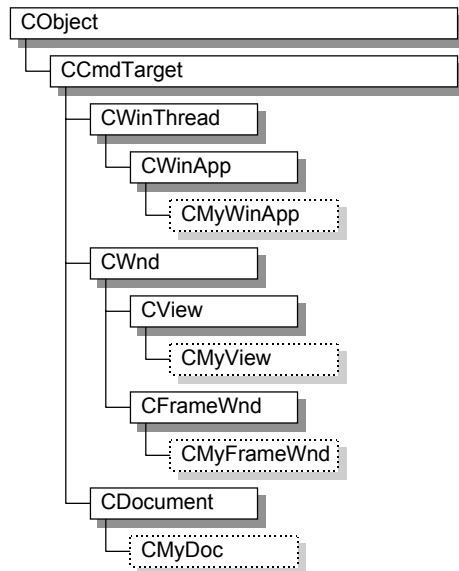 CObject
CCmdTarget
CWinThread
CWinApp
CMyWinApp
CWnd
CView
CMyView
CFrameWnd
CMyFrameWnd
CDocument
CMyDoc